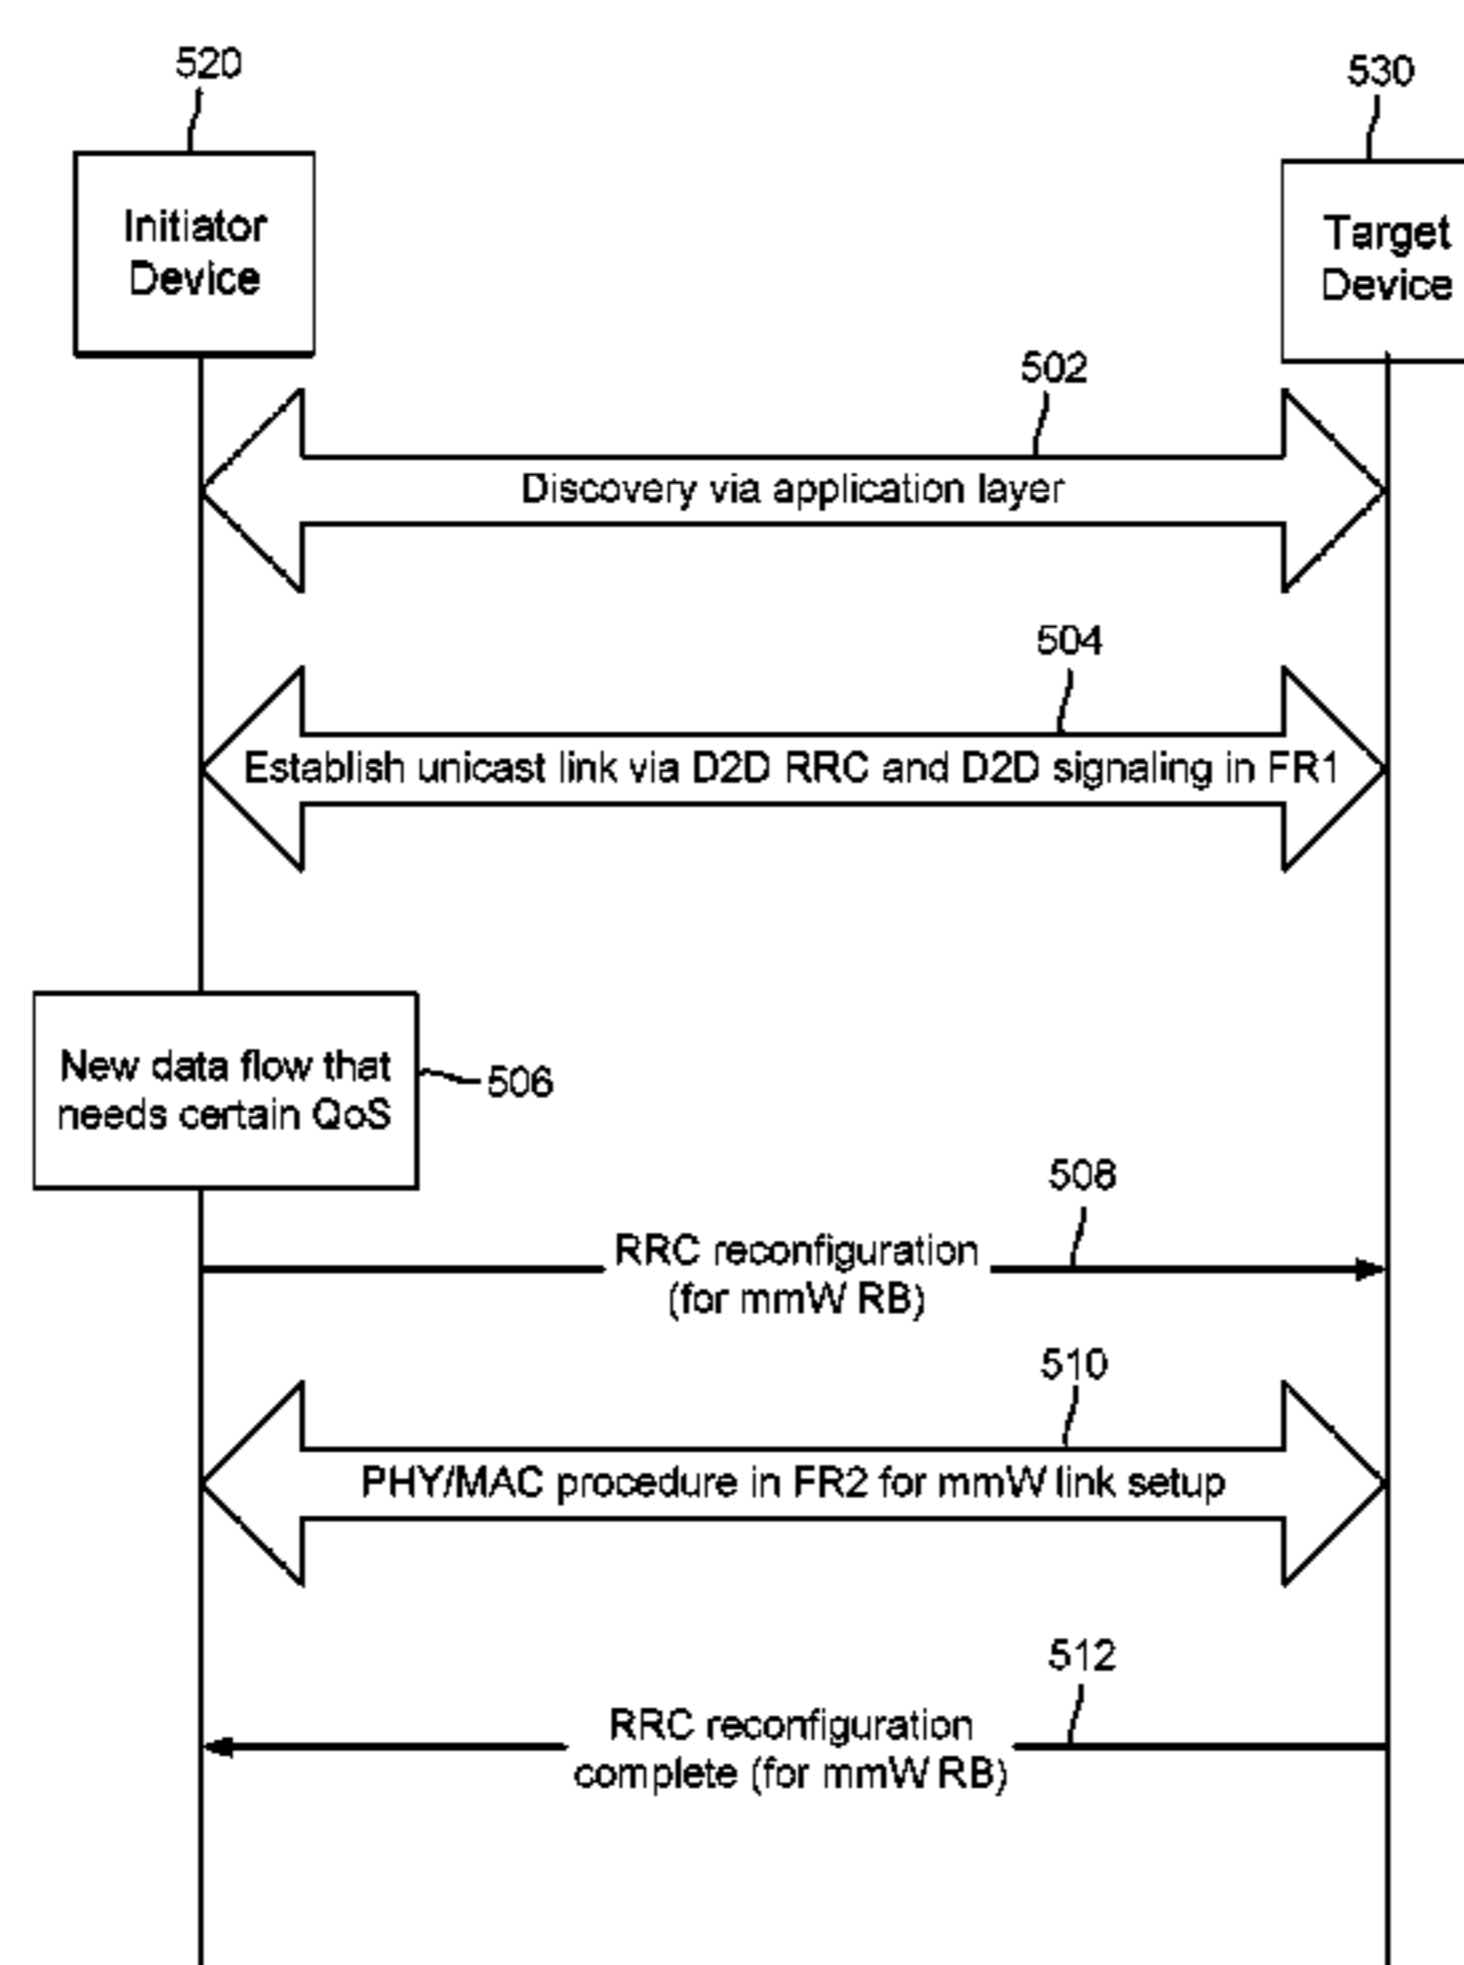 520
530
Initiator
Device
Target
Device
502
Discovery via application layer
504
Establish unicast link via D2D RRC and D2D signaling in FR1
New data flow that
needs certain QoS
506
508
RRC reconfiguration
(for mmW RB)
510
PHY/MAC procedure in FR2 for mmW link setup
512
RRC reconfiguration
complete (for mmW RB)